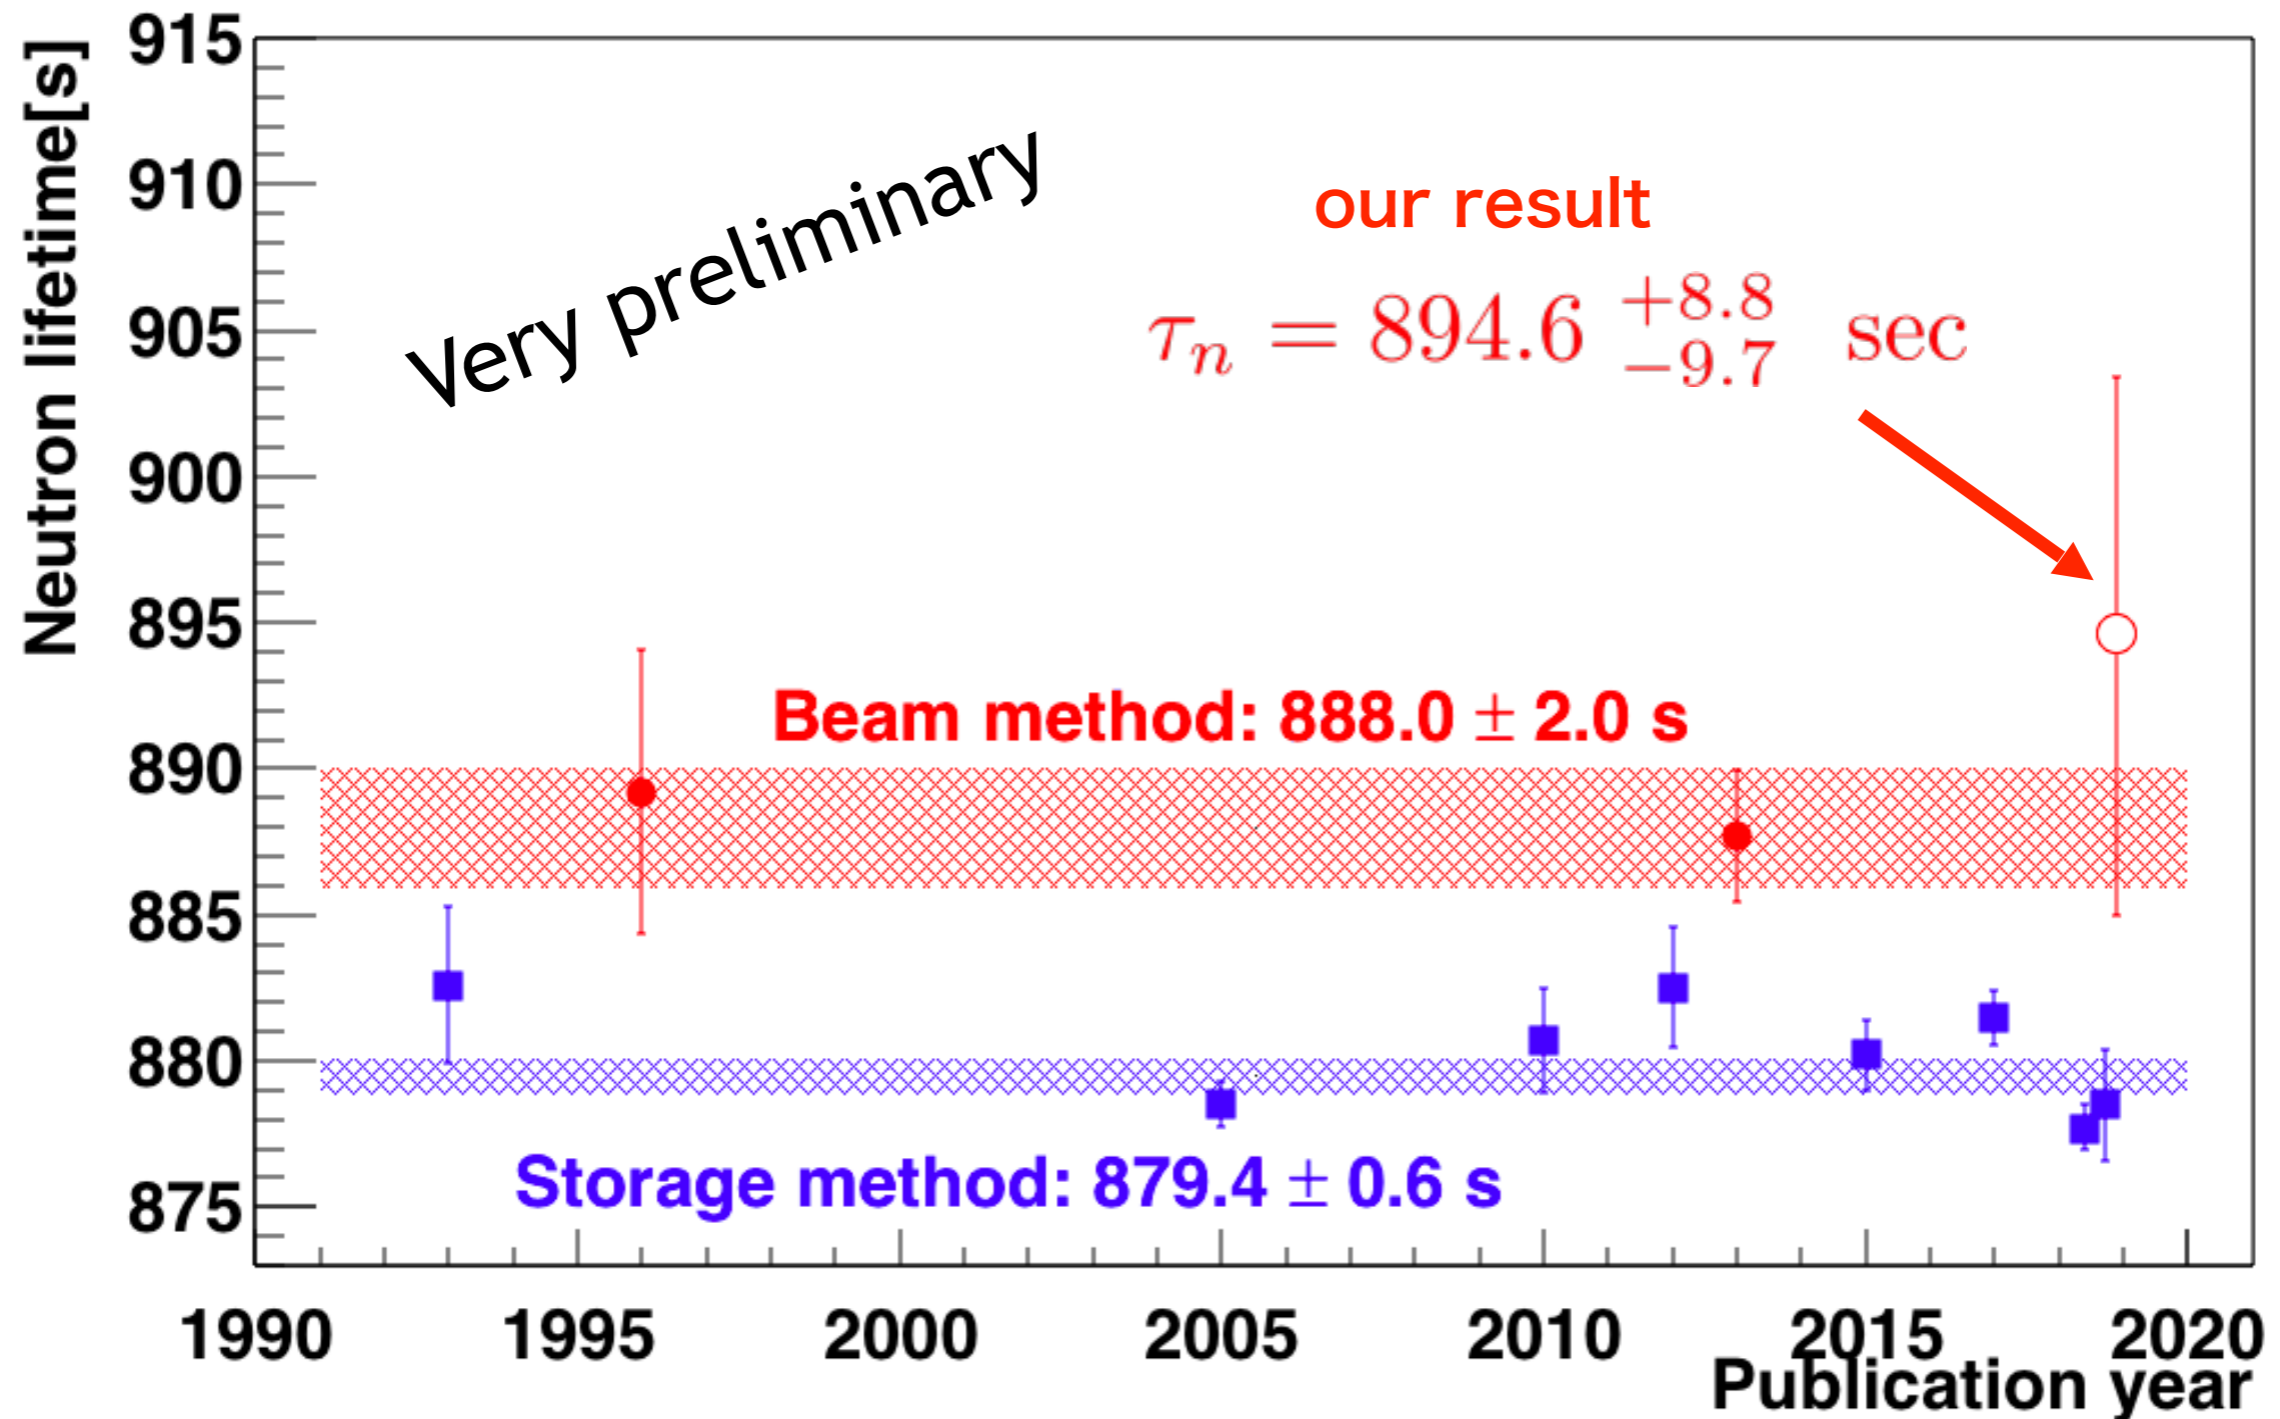 Neutron lifetime[s]
915
910
905
900
895
890
885
880
875
Very preliminary
our result
τn = 894.6 +8.8 −9.7 sec
Beam method: 888.0 ± 2.0 s
Storage method: 879.4 ± 0.6 s
1990 1995 2000 2005 2010 2015 2020
Publication year